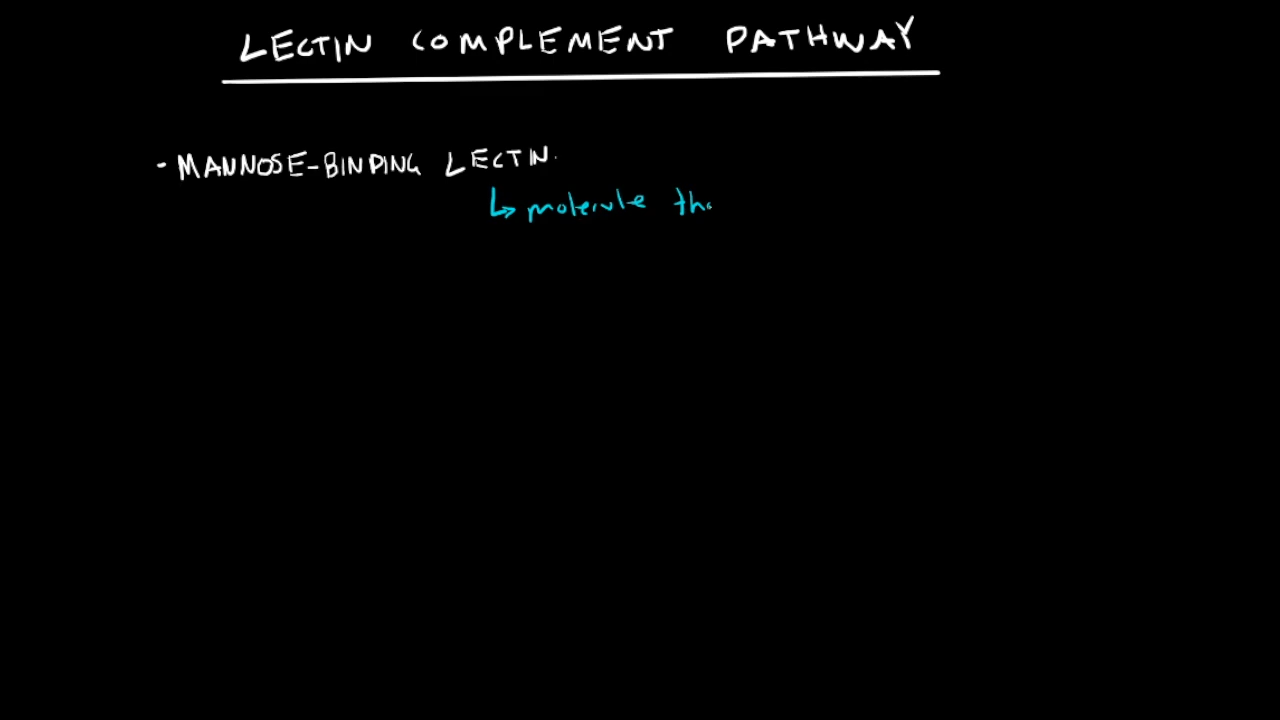 LECTIN COMPLEMENT PATHWAY
- MANNOSE-BINDING LECTIN
↳ molecule